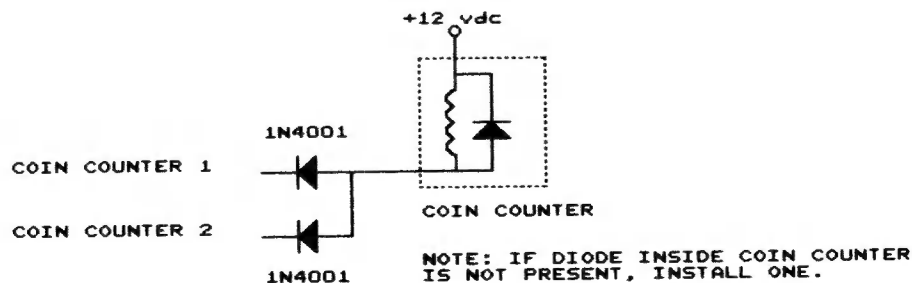 +12 vdc
1N4001
COIN COUNTER 1
COIN COUNTER
COIN COUNTER 2
NOTE: IF DIODE INSIDE COIN COUNTER
IS NOT PRESENT, INSTALL ONE.
1N4001